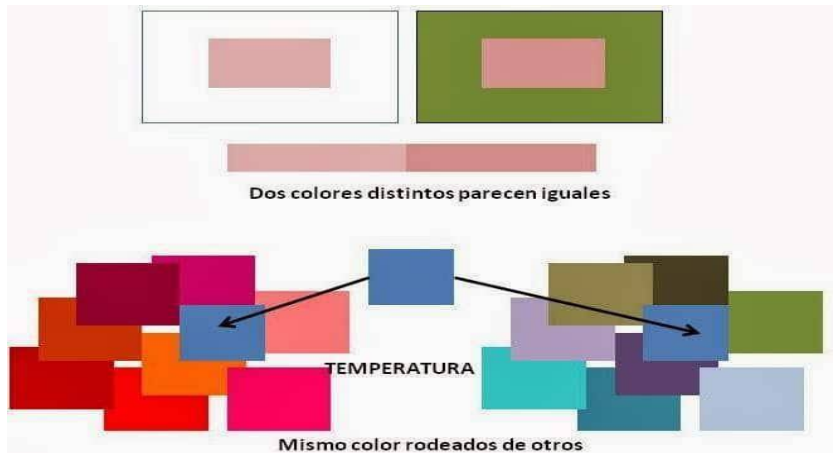 Dos colores distintos parecen iguales
TEMPERATURA
Mismo color rodeados de otros